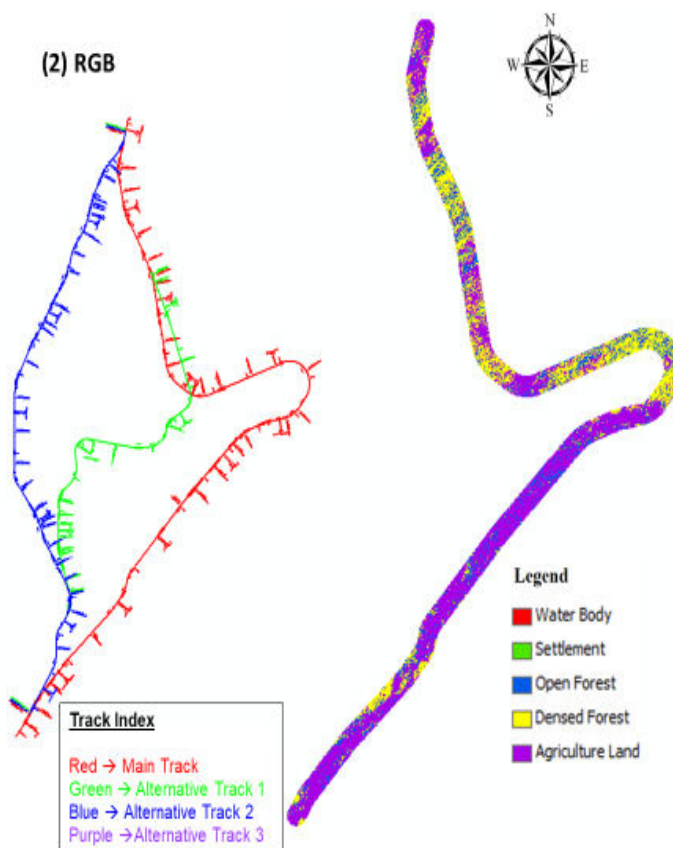 (2) RGB
N
W E
S
Track Index
Red → Main Track
Green→ Alternative Track 1
Blue → Alternative Track 2
Purple →Alternative Track 3
Legend
Water Body
Settlement
Open Forest
Densed Forest
Agriculture Land